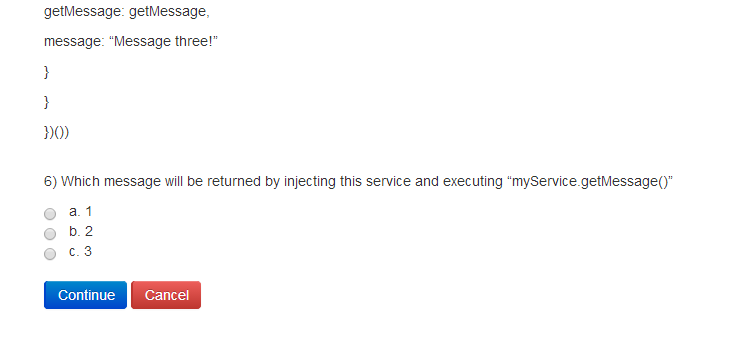 getMessage: getMessage,
message: “Message three!”
}
}
})())
6) Which message will be returned by injecting this service and executing “myService.getMessage()”
a. 1
b. 2
c. 3
Continue Cancel